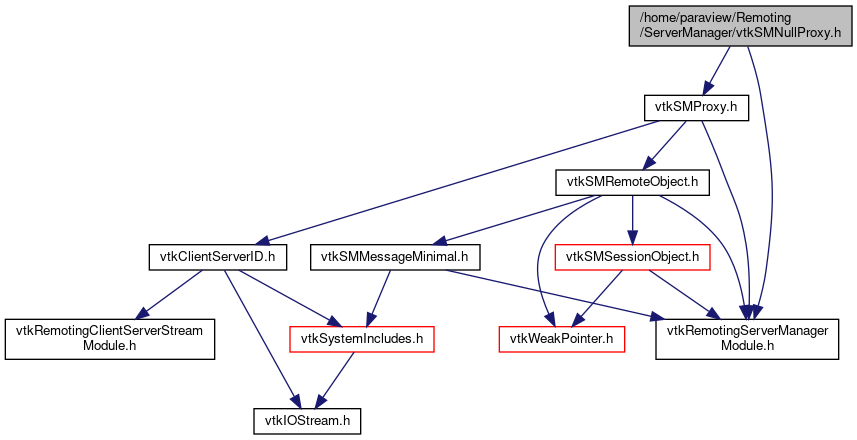 /home/paraview/Remoting
/ServerManager/vtkSMNullProxy.h
vtkSMProxy.h
vtkSMRemoteObject.h
vtkClientServerID.h
vtkSMMessageMinimal.h
vtkSMSessionObject.h
vtkRemotingClientServerStream
Module.h
vtkSystemIncludes.h
vtkWeakPointer.h
vtkRemotingServerManager
Module.h
vtkIOStream.h